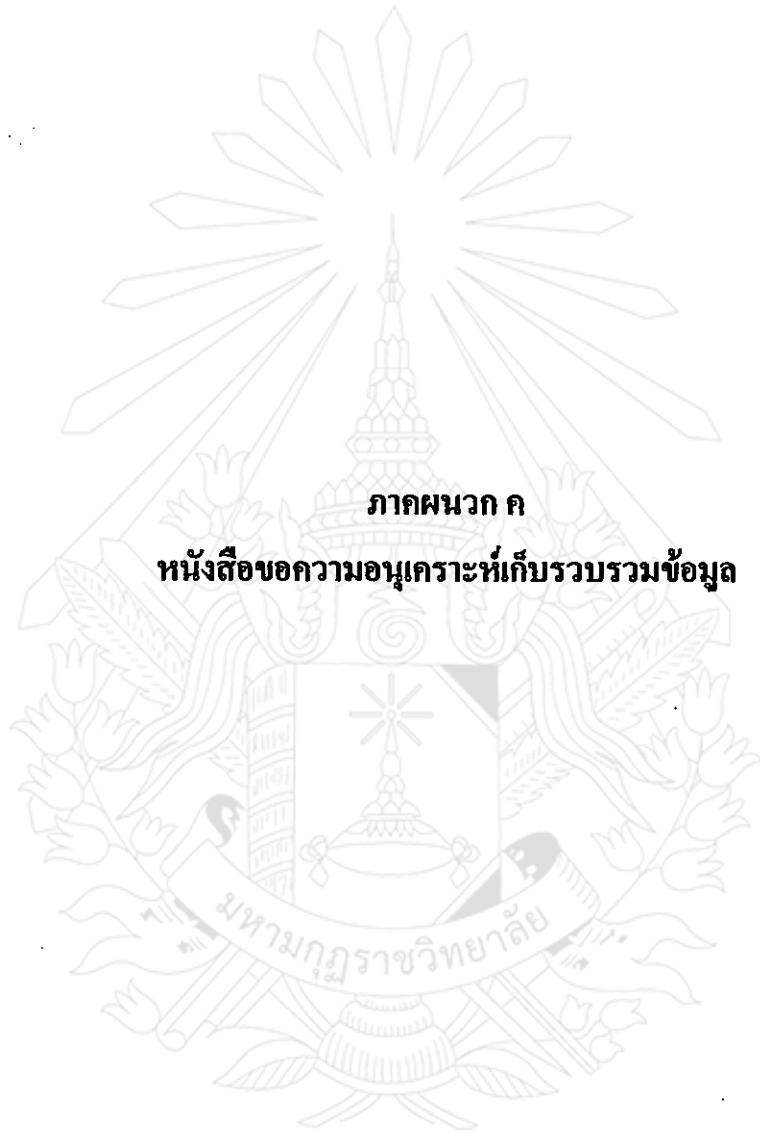 ภาคผนวก ค
หนังสือขอความอนุเคราะห์เก็บรวบรวมข้อมูล
มหามกุฏราชวิทยาลัย